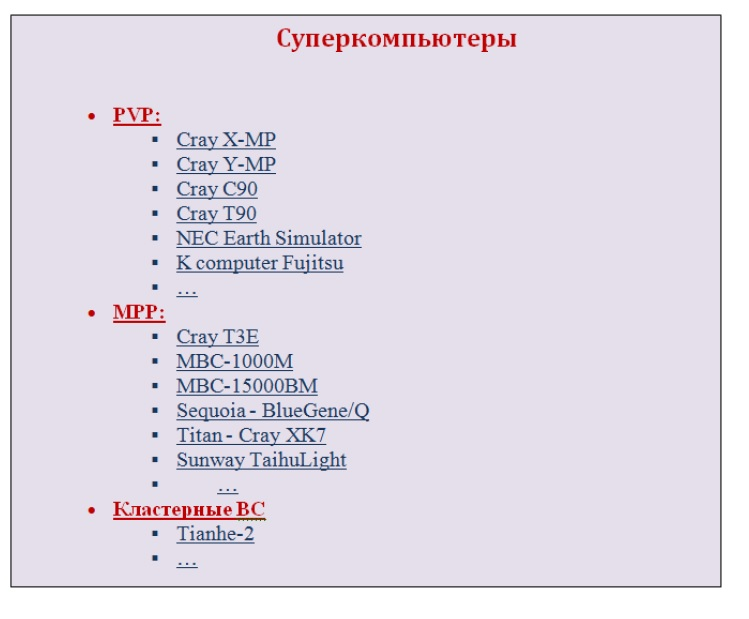 Суперкомпьютеры
• PVP:
▪ Cray X-MP
▪ Cray Y-MP
▪ Cray C90
▪ Cray T90
▪ NEC Earth Simulator
▪ K computer Fujitsu
▪ …
• MPP:
▪ Cray T3E
▪ МВС-1000М
▪ МВС-15000ВМ
▪ Sequoia - BlueGene/Q
▪ Titan - Cray XK7
▪ Sunway TaihuLight
▪ …
• Кластерные ВС
▪ Tianhe-2
▪ …